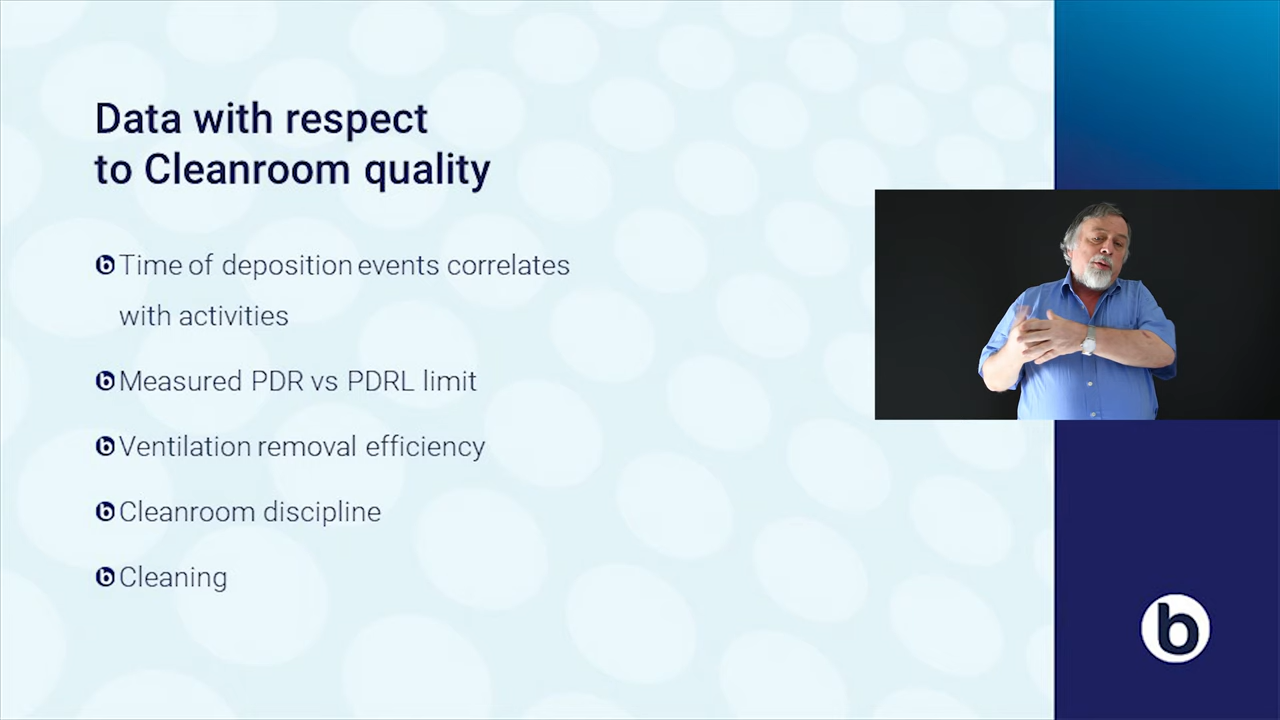 Data with respect
to Cleanroom quality
Time of deposition events correlates
with activities
Measured PDR vs PDRL limit
Ventilation removal efficiency
Cleanroom discipline
Cleaning
b